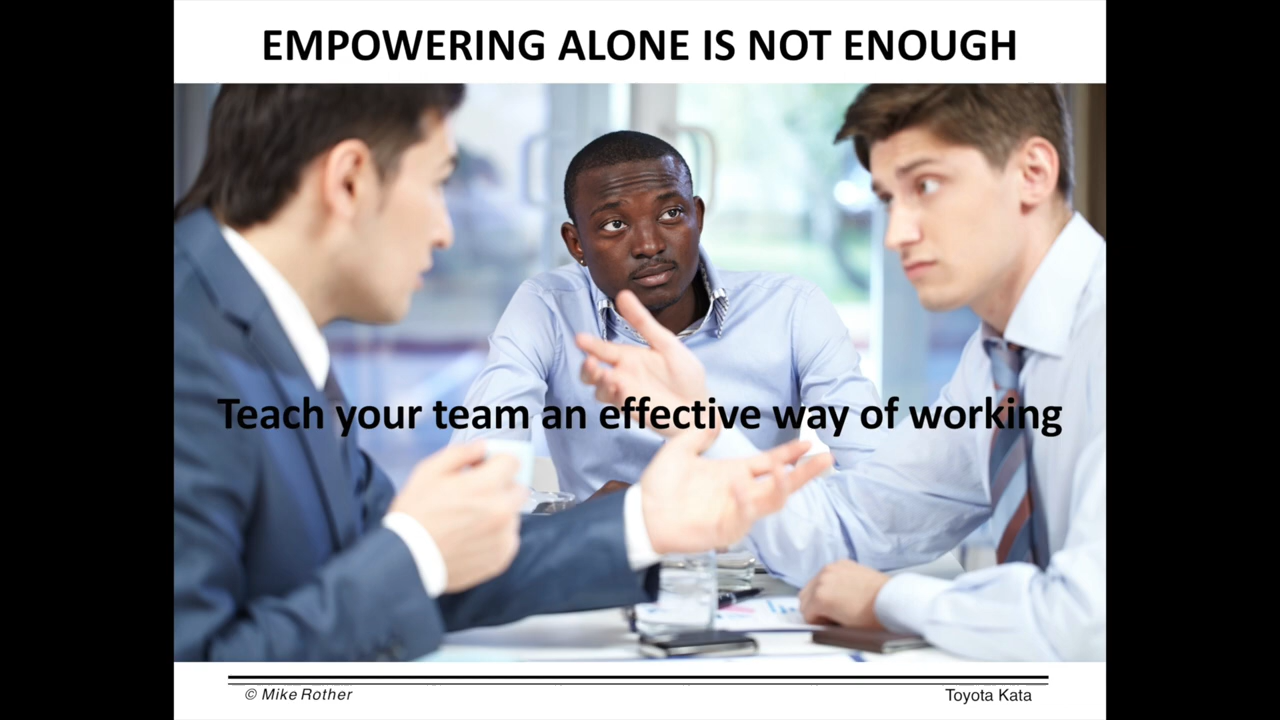 EMPOWERING ALONE IS NOT ENOUGH
Teach your team an effective way of working
© Mike Rother
Toyota Kata